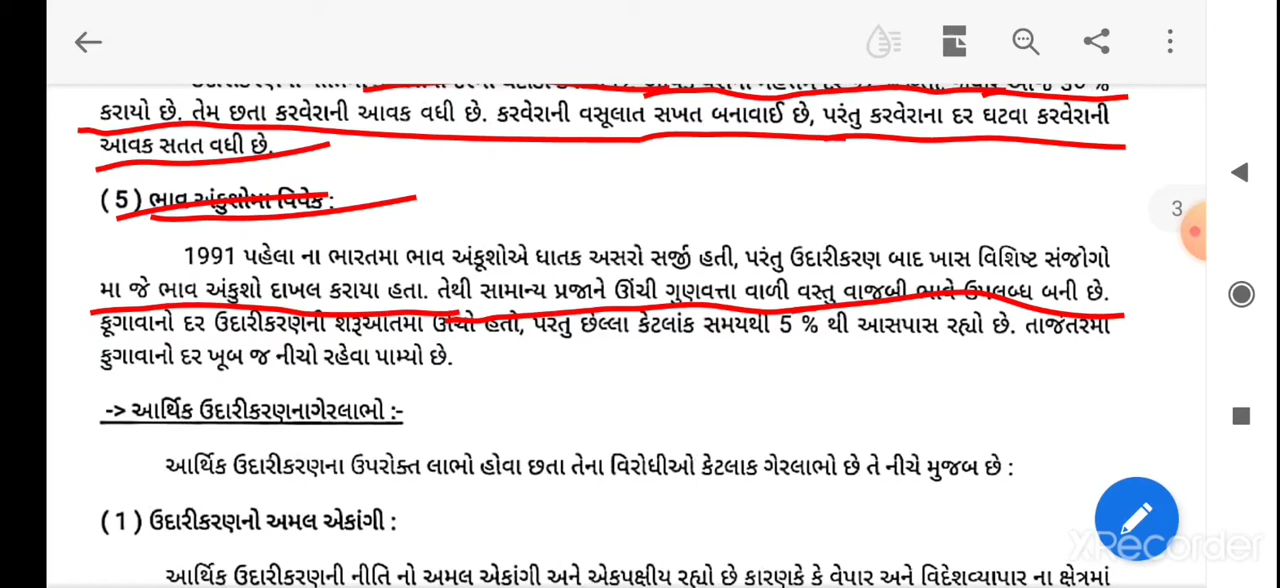 કરાયો છે. તેમ છતા કરવેરાની આવક વધી છે. કરવેરાની વસૂલાત સખત બનાવાઈ છે, પરંતુ કરવેરાના દર ઘટવા કરવેરાની
આવક સતત વધી છે.
(5) ભાવ અંકુશોમા વિવેક :
3
1991 પહેલા ના ભારતમા ભાવ અંકૂશોએ ધાતક અસરો સર્જી હતી, પરંતુ ઉદારીકરણ બાદ ખાસ વિશિષ્ટ સંજોગો
મા જે ભાવ અંકુશો દાખલ કરાયા હતા. તેથી સામાન્ય પ્રજાને ઊંચી ગુણવત્તા વાળી વસ્તુ વાજબી ભાવે ઉપલબ્ધ બની છે.
ફૂગાવાનો દર ઉદારીકરણની શરૂઆતમા ઊંચો હતો, પરંતુ છેલ્લા કેટલાંક સમયથી 5 % થી આસપાસ રહ્યો છે. તાજેતરમા
ફુગાવાનો દર ખૂબ જ નીચો રહેવા પામ્યો છે.
-> આર્થિક ઉદારીકરણનાગેરલાભો :-
આર્થિક ઉદારીકરણના ઉપરોક્ત લાભો હોવા છતા તેના વિરોધીઓ કેટલાક ગેરલાભો છે તે નીચે મુજબ છે :
(1) ઉદારીકરણનો અમલ એકાંગી :
XRecorder
આર્થિક ઉદારીકરણની નીતિ નો અમલ એકાંગી અને એકપક્ષીય રહ્યો છે કારણકે કે વેપાર અને વિદેશવ્યાપાર ના ક્ષેત્રમાં